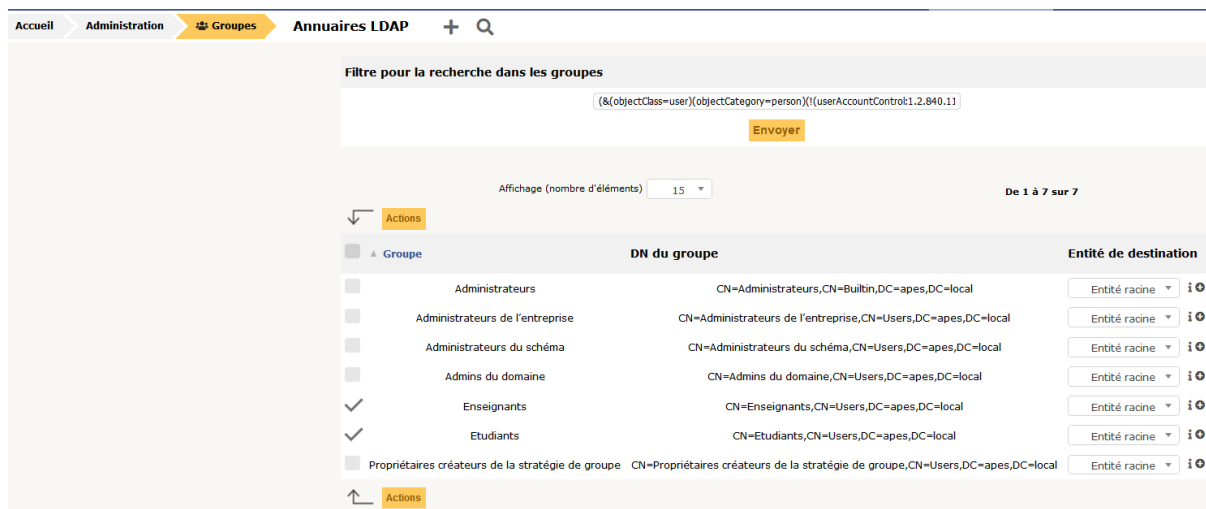 Accueil Administration Groupes Annuaires LDAP
Filtre pour la recherche dans les groupes
(&(objectClass=user)(objectCategory=person)(!(userAccountControl:1.2.840.11
Envoyer
Affichage (nombre d'éléments) 15 De 1 à 7 sur 7
Actions
Groupe DN du groupe Entité de destination
Administrateurs CN=Administrateurs,CN=Builtin,DC=apes,DC=local Entité racine
Administrateurs de l'entreprise CN=Administrateurs de l'entreprise,CN=Users,DC=apes,DC=local Entité racine
Administrateurs du schéma CN=Administrateurs du schéma,CN=Users,DC=apes,DC=local Entité racine
Admins du domaine CN=Admins du domaine,CN=Users,DC=apes,DC=local Entité racine
Enseignants CN=Enseignants,CN=Users,DC=apes,DC=local Entité racine
Etudiants CN=Etudiants,CN=Users,DC=apes,DC=local Entité racine
Propriétaires créateurs de la stratégie de groupe CN=Propriétaires créateurs de la stratégie de groupe,CN=Users,DC=apes,DC=local Entité racine
Actions